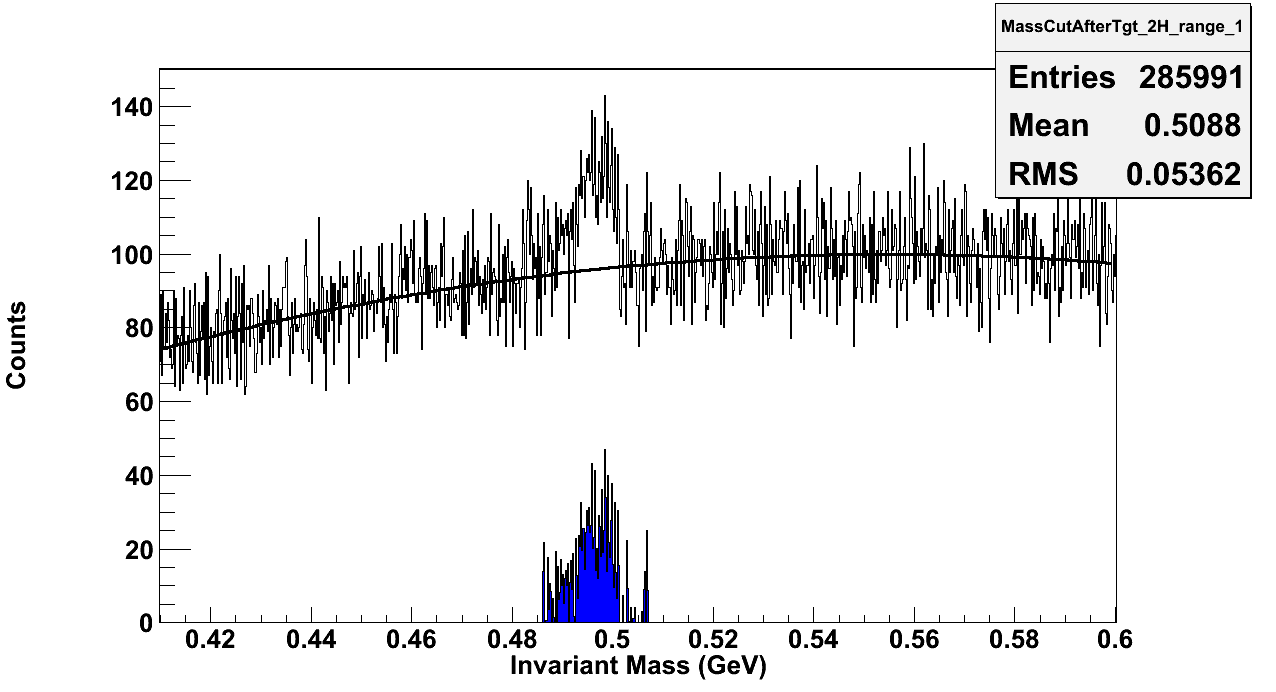 MassCutAfterTgt_2H_range_1
Entries 285991
Mean 0.5088
RMS 0.05362
140
120
100
80
60
40
20
0
Counts
0.42 0.44 0.46 0.48 0.5 0.52 0.54 0.56 0.58 0.6
Invariant Mass (GeV)